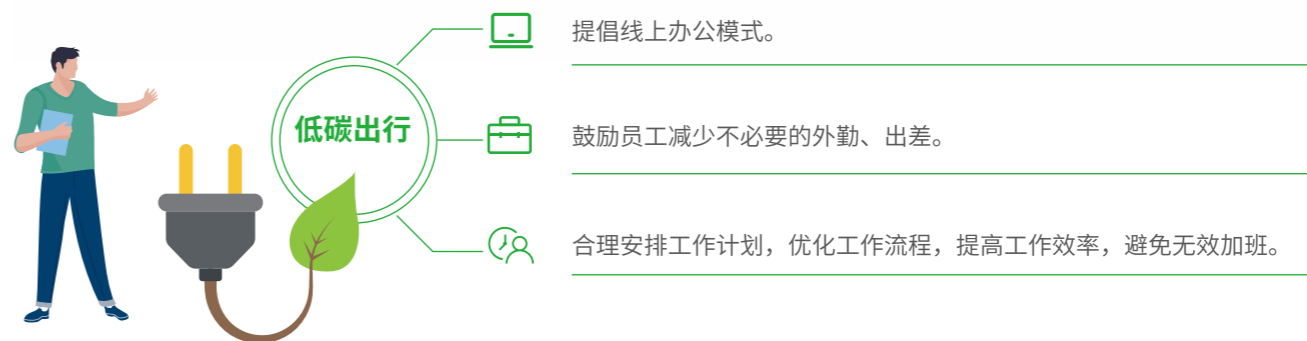 提倡线上办公模式。
低碳出行
鼓励员工减少不必要的外勤、出差。
合理安排工作计划，优化工作流程，提高工作效率，避免无效加班。